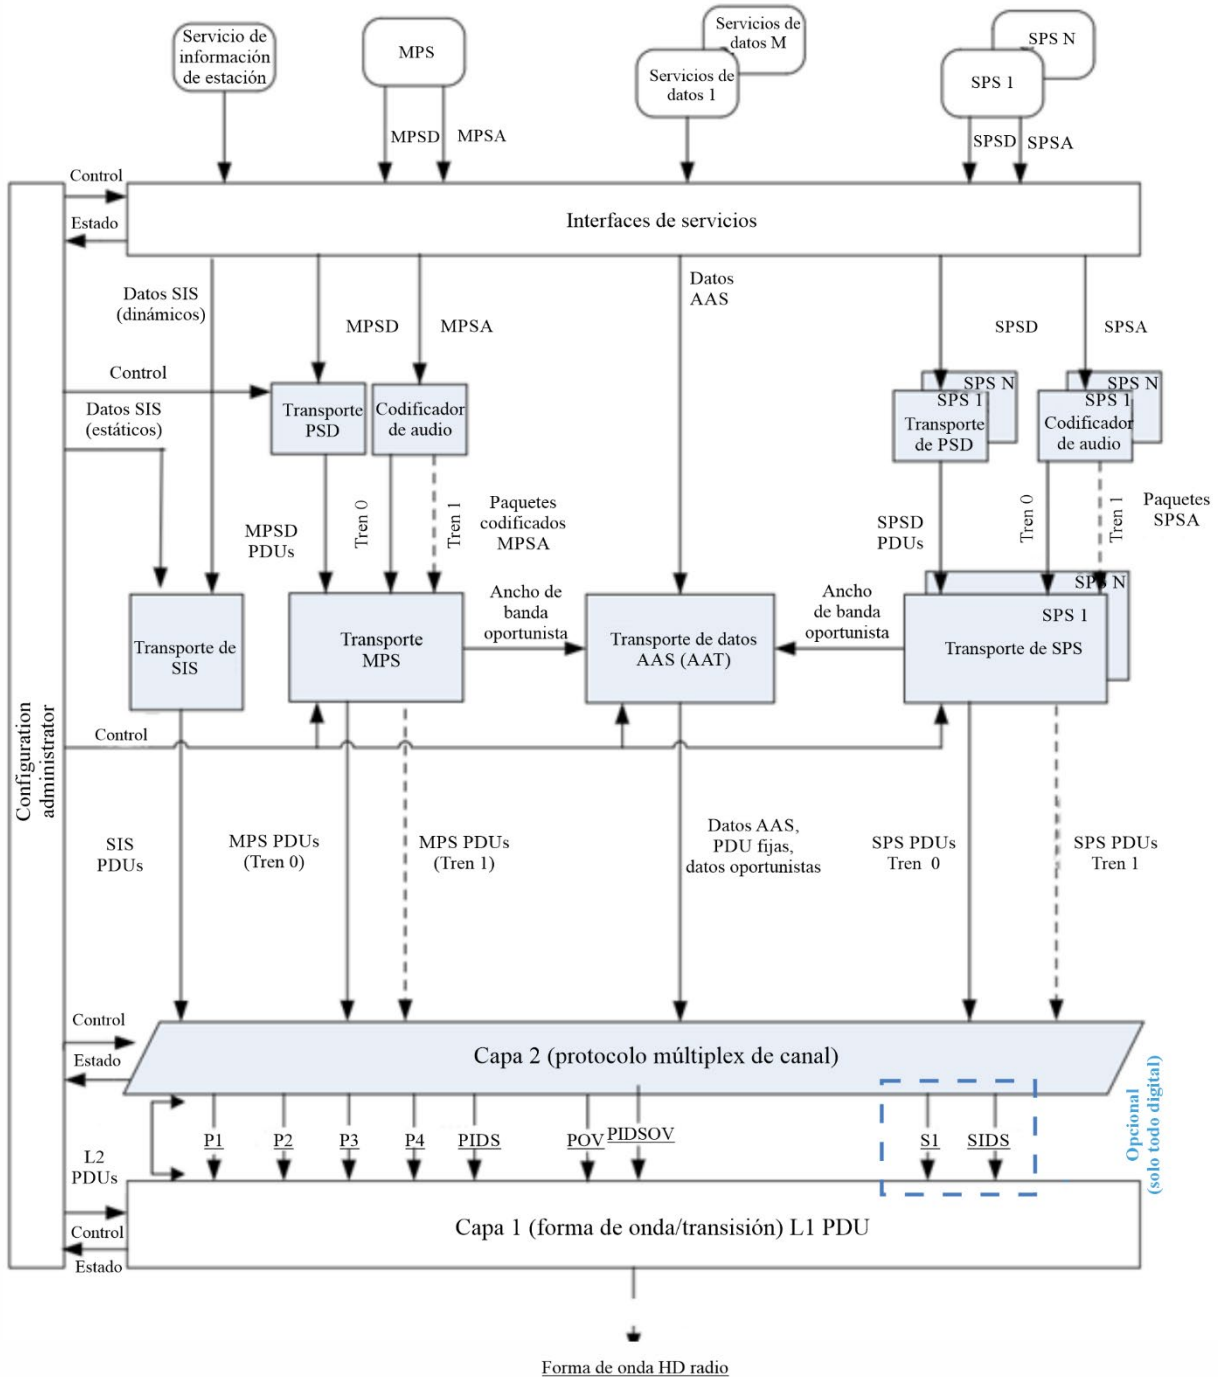 Servicio de
información
de estación
MPS
Servicios de
datos M
Servicios de
datos 1
SPS N
SPS 1
MPSD
MPSA
SPSD
SPSA
Control
Estado
Interfaces de servicios
Datos SIS
(dinámicos)
MPSD
MPSA
Datos
AAS
SPSD
SPSA
Control
Datos SIS
(estáticos)
Transporte
PSD
Codificador
de audio
SPS N
SPS 1
Transporte
de PSD
SPS N
SPS 1
Codificador
de audio
MPSD
PDUs
Tren 0
Tren 1
Paquetes
codificados
MPSA
SPSD
PDUs
Tren 0
Tren 1
Paquetes
SPSA
Transporte de
SIS
Transporte
MPS
Ancho de
banda
oportunista
Transporte de datos
AAS (AAT)
Ancho
de banda
oportunista
SPS N
SPS 1
Transporte de SPS
Configuration
administrator
Control
SIS
PDUs
MPS PDUs
(Tren 0)
MPS PDUs
(Tren 1)
Datos AAS,
PDU fijas,
datos oportunistas
SPS PDUs
Tren 0
SPS PDUs
Tren 1
Control
Estado
Capa 2 (protocolo múltiplex de canal)
P1
P2
P3
P4
PIDS
POV
PIDSOV
S1
SIDS
Opcional
(solo todo digital)
L2
PDUs
Control
Estado
Capa 1 (forma de onda/transisión) L1 PDU
Forma de onda HD radio